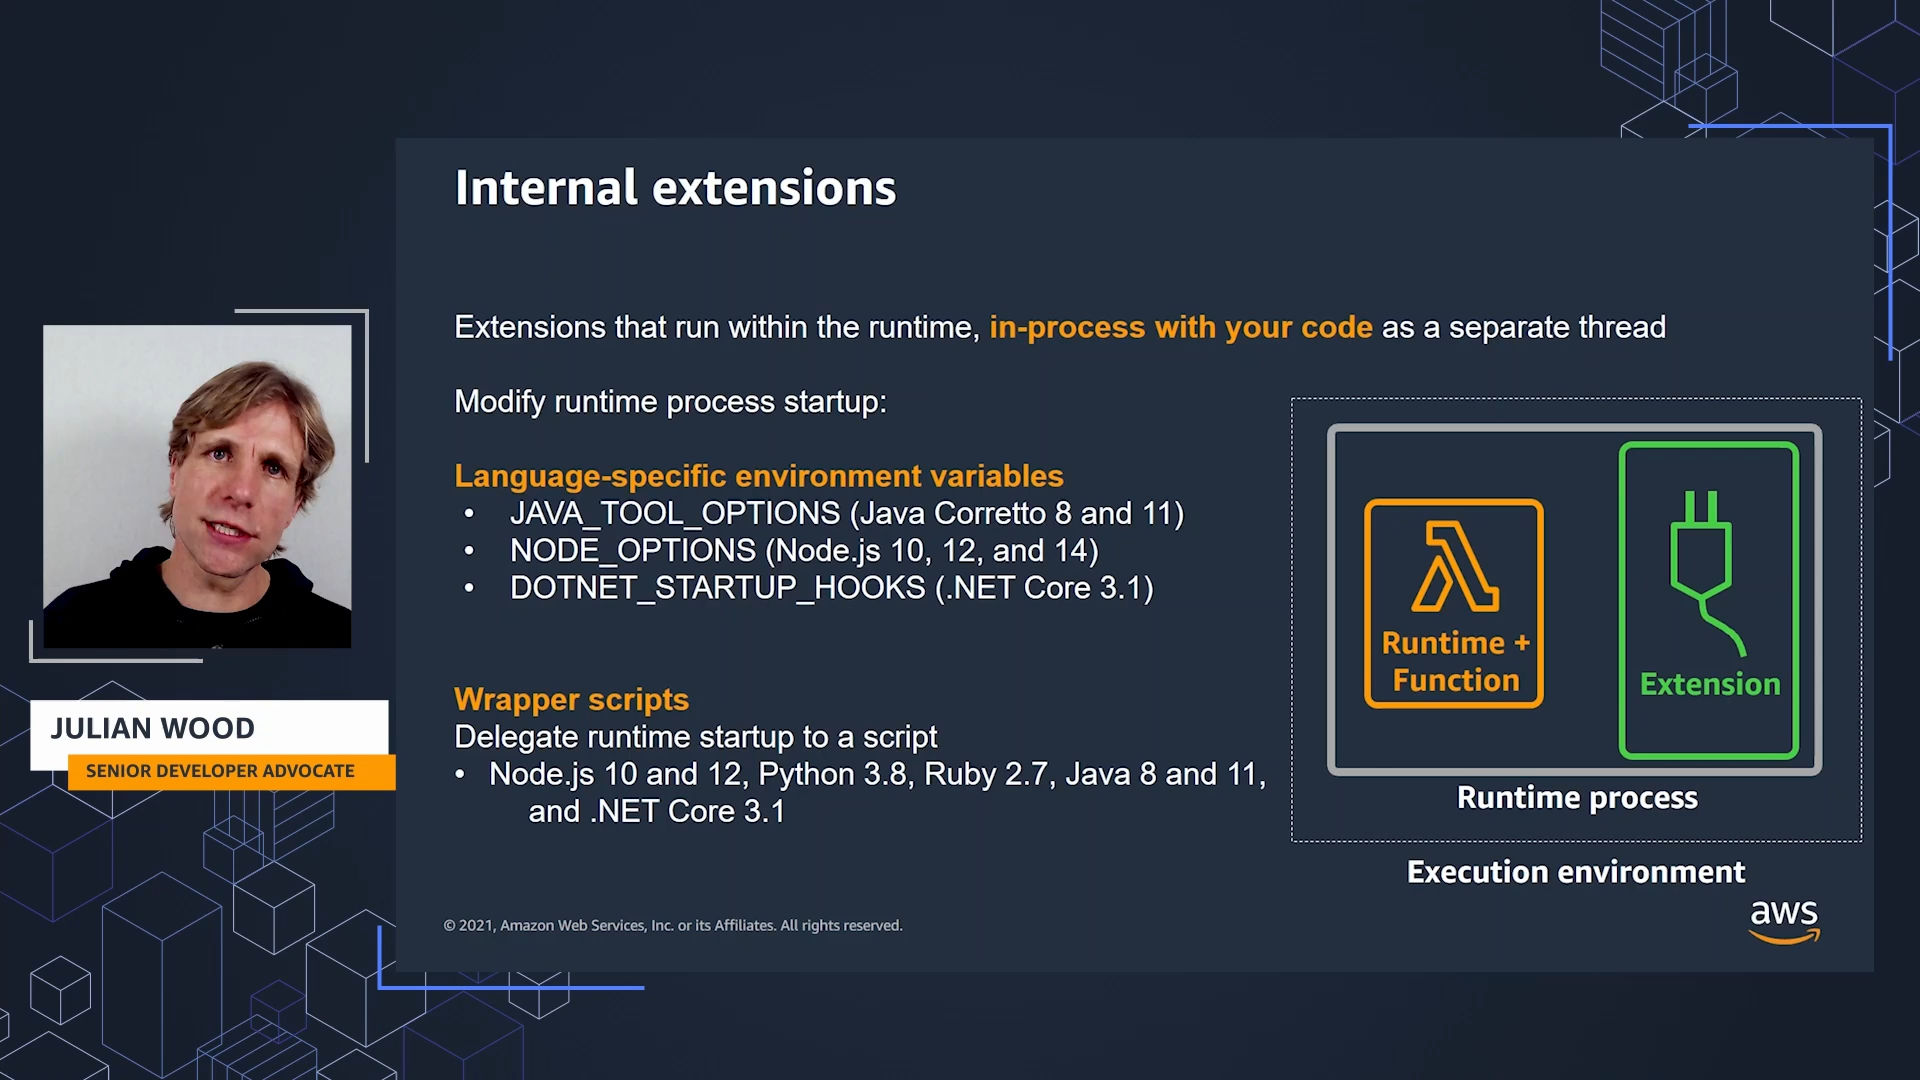 Internal extensions
Extensions that run within the runtime, in-process with your code as a separate thread
Modify runtime process startup:
Language-specific environment variables
• JAVA_TOOL_OPTIONS (Java Corretto 8 and 11)
• NODE_OPTIONS (Node.js 10, 12, and 14)
• DOTNET_STARTUP_HOOKS (.NET Core 3.1)
Wrapper scripts
Delegate runtime startup to a script
• Node.js 10 and 12, Python 3.8, Ruby 2.7, Java 8 and 11,
and .NET Core 3.1
Runtime +
Function
Extension
Runtime process
Execution environment
© 2021, Amazon Web Services, Inc. or its Affiliates. All rights reserved.
aws
JULIAN WOOD
SENIOR DEVELOPER ADVOCATE